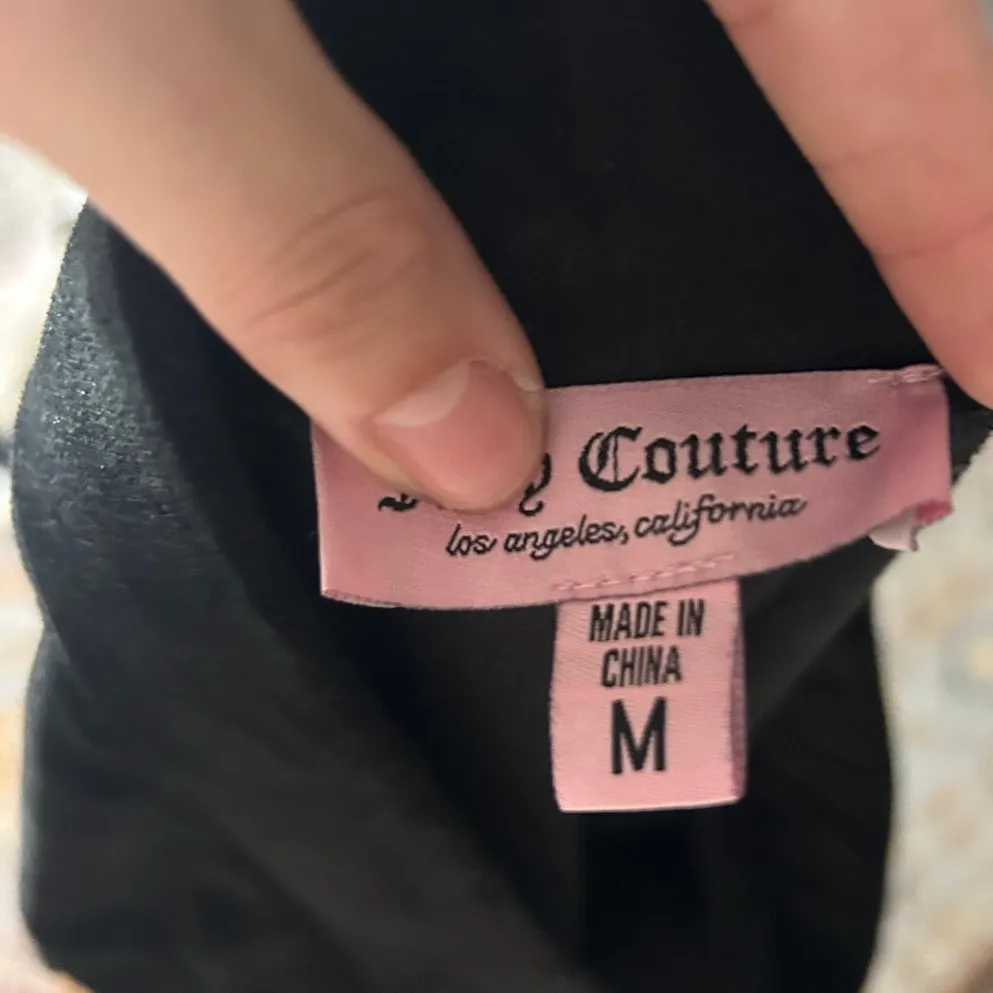 Couture
los angeles, california
MADE IN
CHINA
M